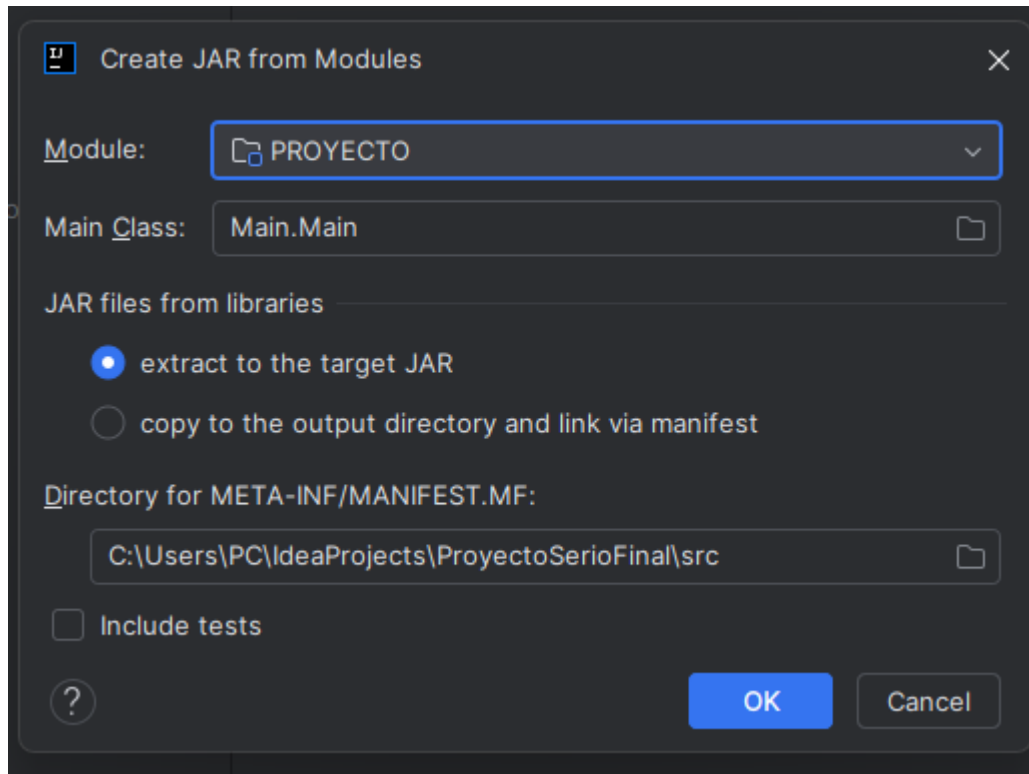 IJ
Create JAR from Modules
Module: PROYECTO
Main Class: Main.Main
JAR files from libraries
extract to the target JAR
copy to the output directory and link via manifest
Directory for META-INF/MANIFEST.MF:
C:\Users\PC\IdeaProjects\ProyectoSerioFinal\src
Include tests
? OK Cancel